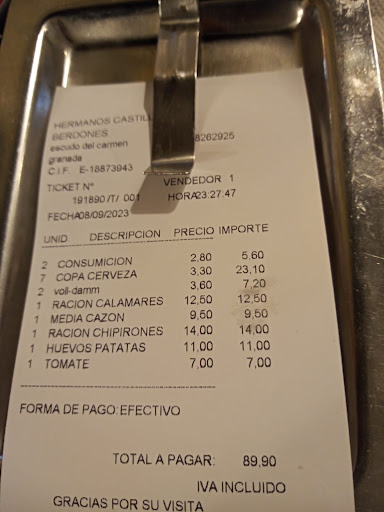 HERMANOS CASTILL
BERDONES
escudo del carmen 8262925
granada
C.I.F. E-18873943
TICKET Nº VENDEDOR 1
191890 /T/ 001 HORA23:27:47
FECHA08/09/2023
UNID DESCRIPCION PRECIO IMPORTE
2 CONSUMICION 2,80 5,60
7 COPA CERVEZA 3,30 23,10
2 voll-damm 3,60 7,20
1 RACION CALAMARES 12,50 12,50
1 MEDIA CAZON 9,50 9,50
1 RACION CHIPIRONES 14,00 14,00
1 HUEVOS PATATAS 11,00 11,00
1 TOMATE 7,00 7,00
FORMA DE PAGO:EFECTIVO
TOTAL A PAGAR: 89,90
IVA INCLUIDO
GRACIAS POR SU VISITA